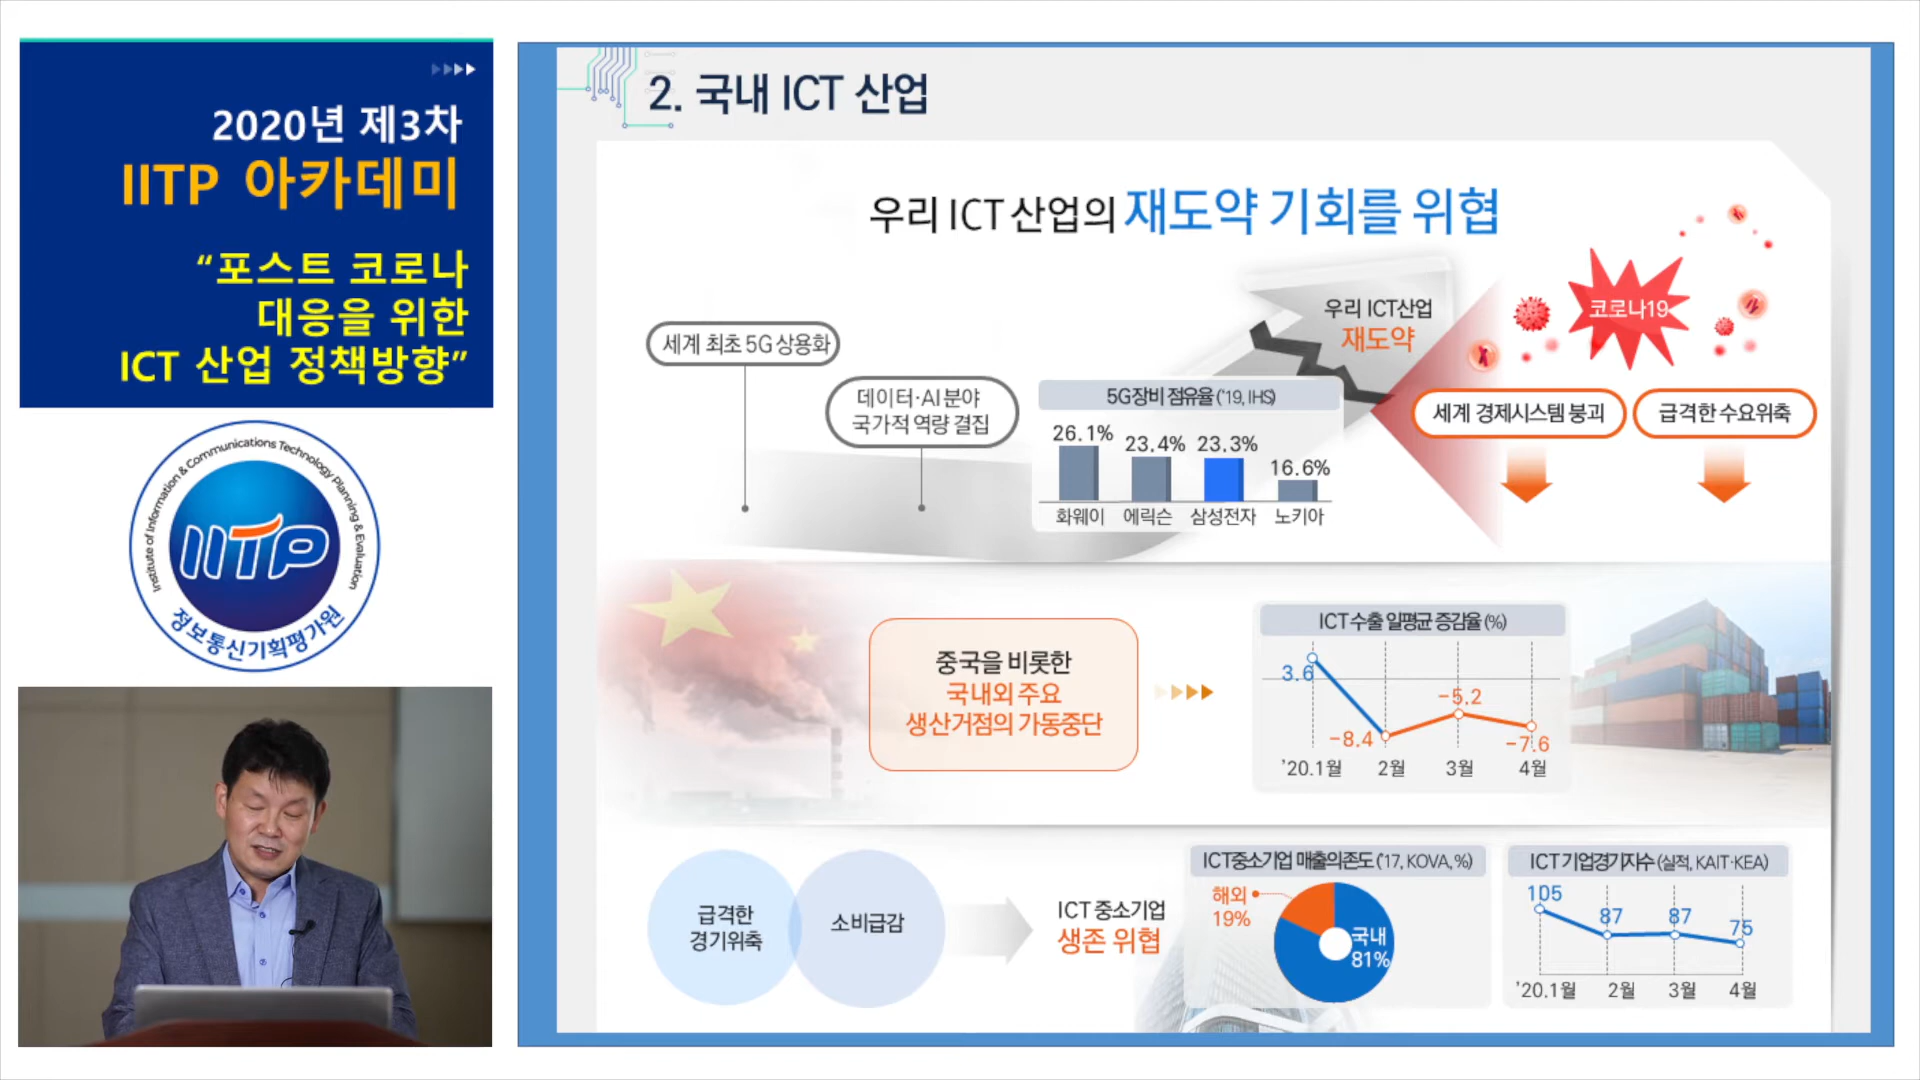 2020년 제3차
IITP 아카데미
“포스트 코로나
대응을 위한
ICT 산업 정책방향”
Institute of Information & Communications Technology Planning & Evaluation
IITP
정보통신기획평가원
2. 국내 ICT 산업
우리 ICT 산업의 재도약 기회를 위협
세계 최초 5G 상용화
데이터·AI 분야
국가적 역량 결집
5G장비 점유율 ('19, IHS)
26.1% 23.4% 23.3% 16.6%
화웨이 에릭슨 삼성전자 노키아
우리 ICT산업
재도약
코로나19
세계 경제시스템 붕괴
급격한 수요위축
중국을 비롯한
국내외 주요
생산거점의 가동중단
ICT 수출 일평균 증감율 (%)
3.6
-8.4
-5.2
-7.6
'20.1월 2월 3월 4월
급격한
경기위축
소비급감
ICT 중소기업
생존 위협
ICT중소기업 매출의존도 ('17, KOVA, %)
해외
19%
국내
81%
ICT 기업경기지수 (실적, KAIT·KEA)
105
87
87
75
'20.1월 2월 3월 4월